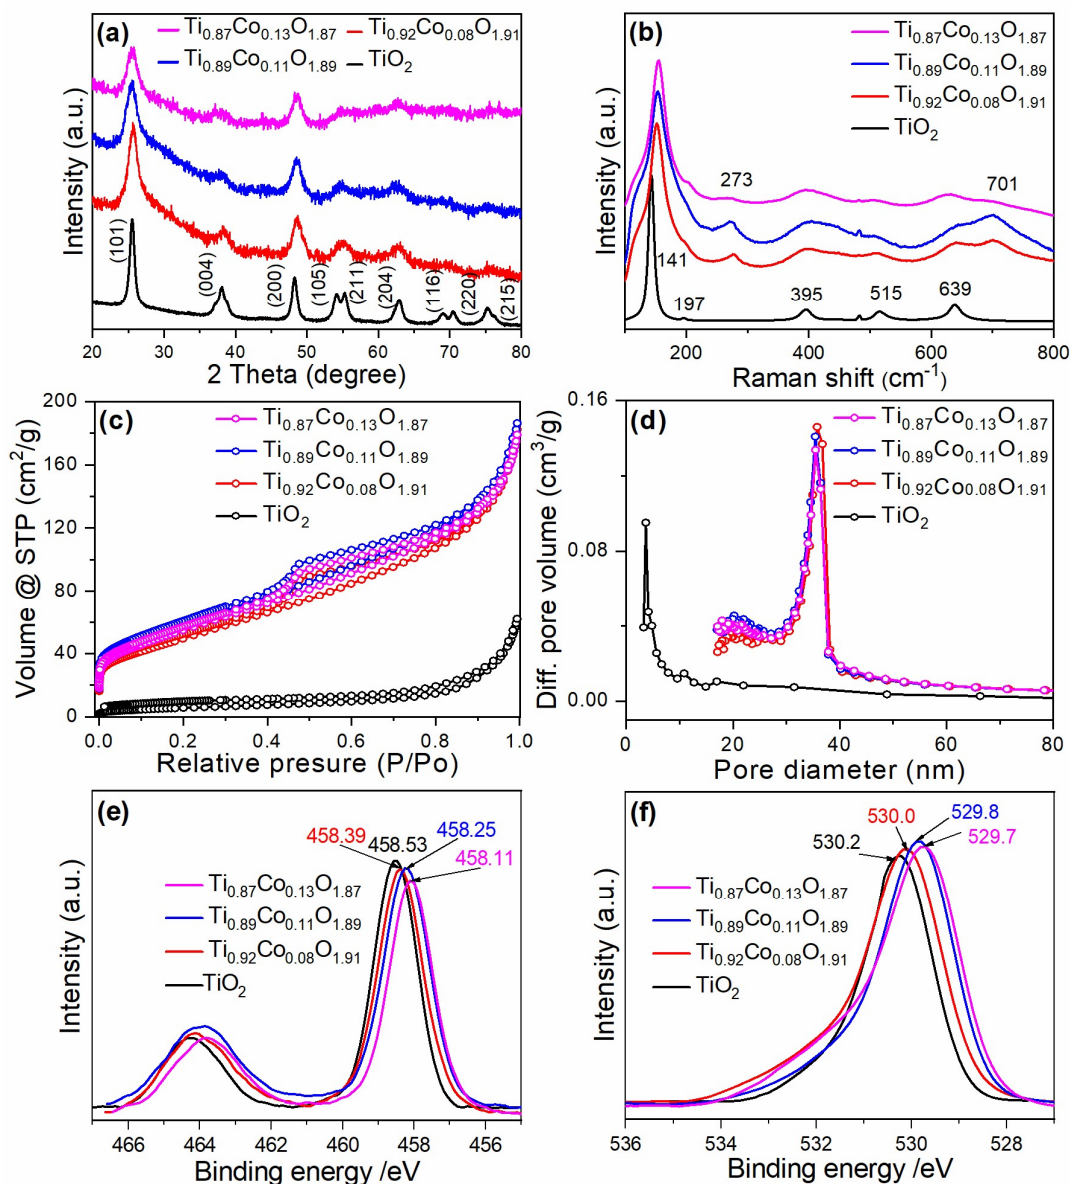 (a)
Ti0.87Co0.13O1.87
Ti0.92Co0.08O1.91
Ti0.89Co0.11O1.89
TiO2
Intensity (a.u.)
(101)
(004)
(200)
(105)
(211)
(204)
(116)
(220)
(215)
20 30 40 50 60 70 80
2 Theta (degree)
(b)
Ti0.87Co0.13O1.87
Ti0.89Co0.11O1.89
Ti0.92Co0.08O1.91
TiO2
Intensity (a.u.)
273
701
141
197
395
515
639
200 400 600 800
Raman shift (cm-1)
(c)
Ti0.87Co0.13O1.87
Ti0.89Co0.11O1.89
Ti0.92Co0.08O1.91
TiO2
Volume @ STP (cm2/g)
200
160
120
80
40
0
0.0 0.2 0.4 0.6 0.8 1.0
Relative presure (P/Po)
(d)
Ti0.87Co0.13O1.87
Ti0.89Co0.11O1.89
Ti0.92Co0.08O1.91
TiO2
Diff. pore volume (cm3/g)
0.16
0.08
0.00
0 20 40 60 80
Pore diameter (nm)
(e)
458.39
458.53
458.25
458.11
Ti0.87Co0.13O1.87
Ti0.89Co0.11O1.89
Ti0.92Co0.08O1.91
TiO2
Intensity (a.u.)
466 464 462 460 458 456
Binding energy /eV
(f)
530.2
530.0
529.8
529.7
Ti0.87Co0.13O1.87
Ti0.89Co0.11O1.89
Ti0.92Co0.08O1.91
TiO2
Intensity (a.u.)
536 534 532 530 528
Binding energy /eV